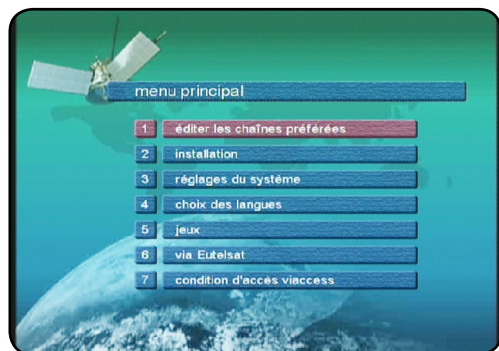 menu principal
1 éditer les chaînes préférées
2 installation
3 réglages du système
4 choix des langues
5 jeux
6 via Eutelsat
7 condition d'accès viaccess